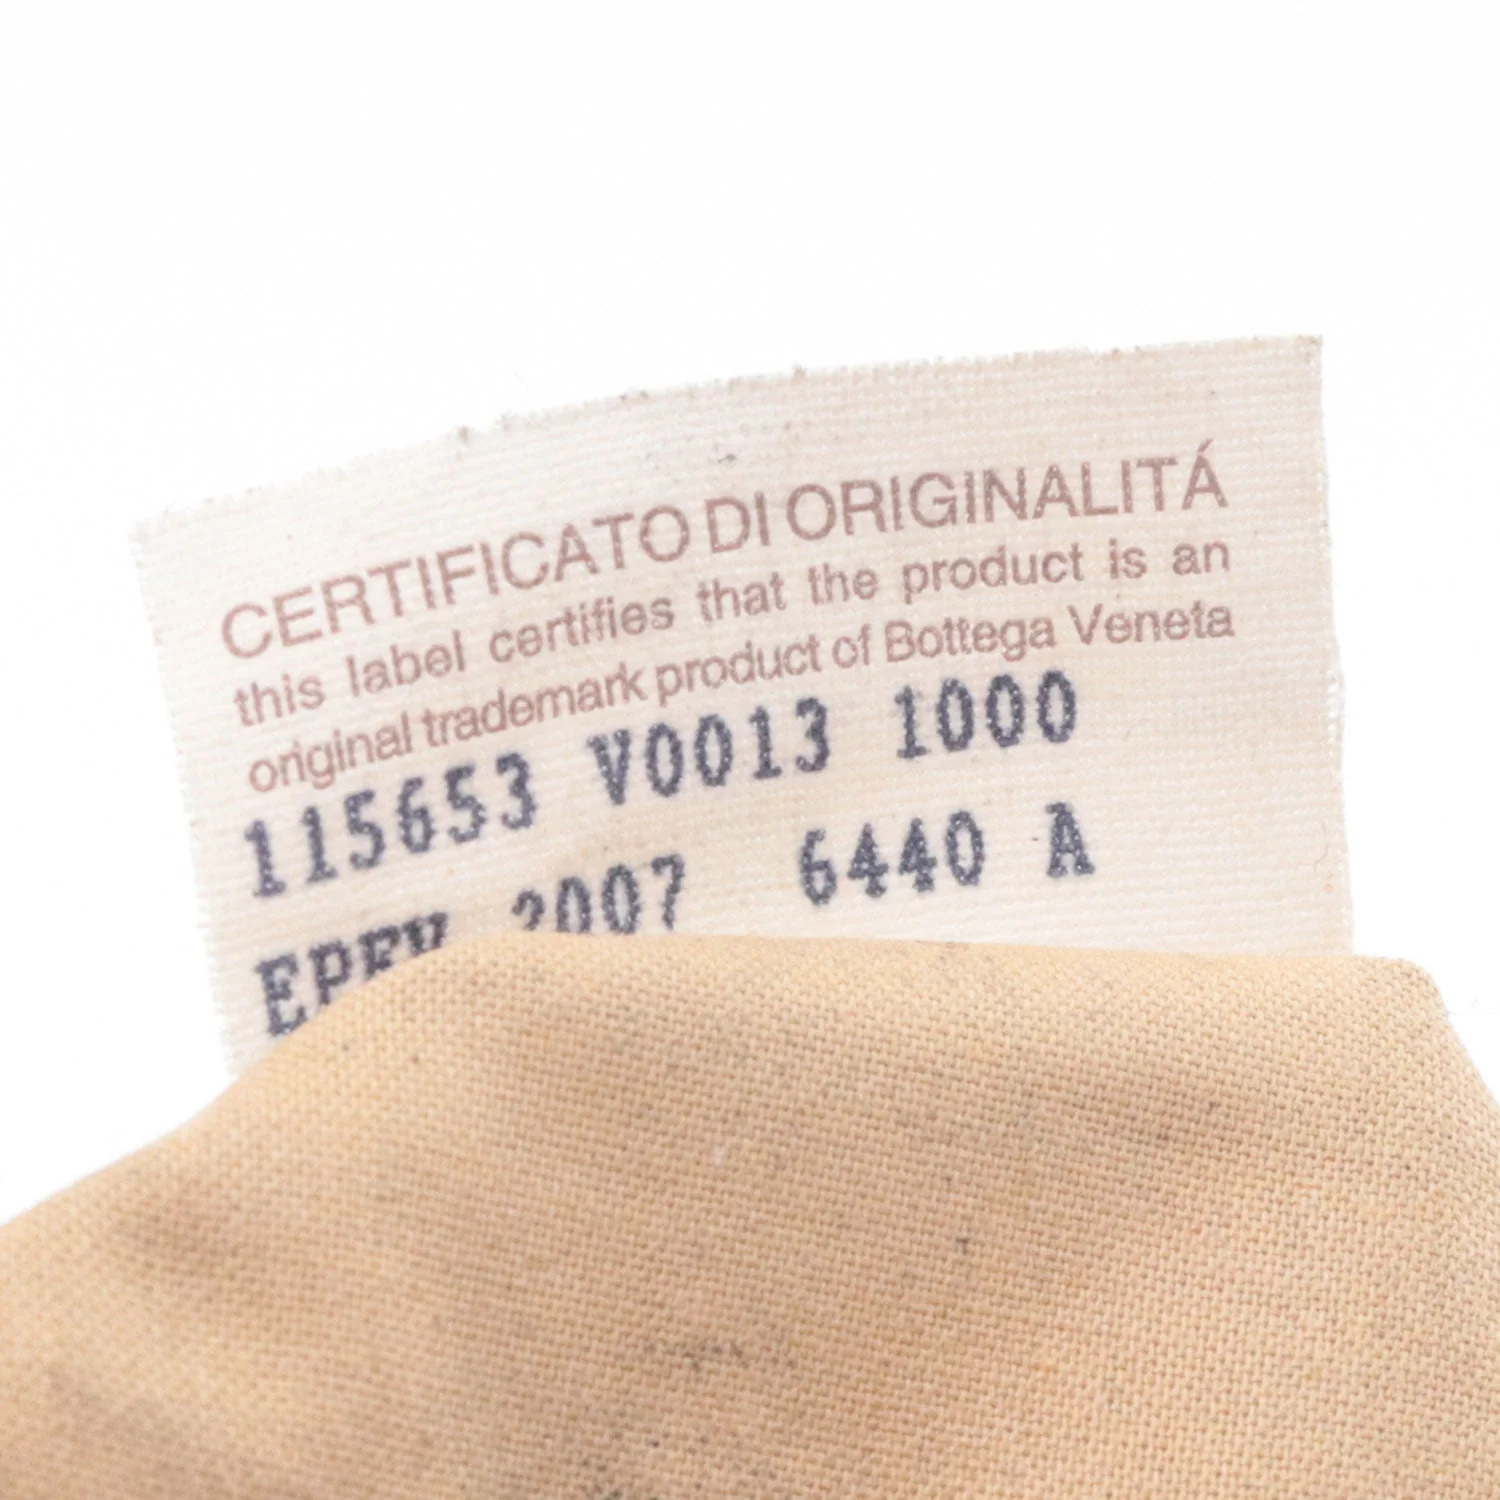 CERTIFICATO DI ORIGINALITÁ
this label certifies that the product is an
original trademark product of Bottega Veneta
115653 V0013 1000
2007 6440 A